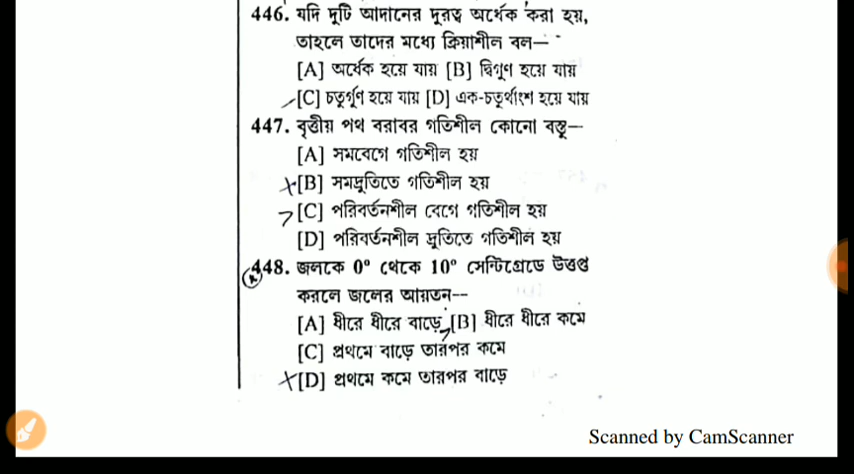 446. যদি দুটি আদানের দূরত্ব অর্ধেক করা হয়,
তাহলে তাদের মধ্যে ক্রিয়াশীল বল—
[A] অর্ধেক হয়ে যায় [B] দ্বিগুণ হয়ে যায়
[C] চতুর্গুণ হয়ে যায় [D] এক-চতুর্থাংশ হয়ে যায়
447. বৃত্তীয় পথ বরাবর গতিশীল কোনো বস্তু—
[A] সমবেগে গতিশীল হয়
[B] সমদ্রুতিতে গতিশীল হয়
[C] পরিবর্তনশীল বেগে গতিশীল হয়
[D] পরিবর্তনশীল দ্রুতিতে গতিশীল হয়
448. জলকে 0° থেকে 10° সেন্টিগ্রেডে উত্তপ্ত
করলে জলের আয়তন--
[A] ধীরে ধীরে বাড়ে [B] ধীরে ধীরে কমে
[C] প্রথমে বাড়ে তারপর কমে
[D] প্রথমে কমে তারপর বাড়ে
Scanned by CamScanner